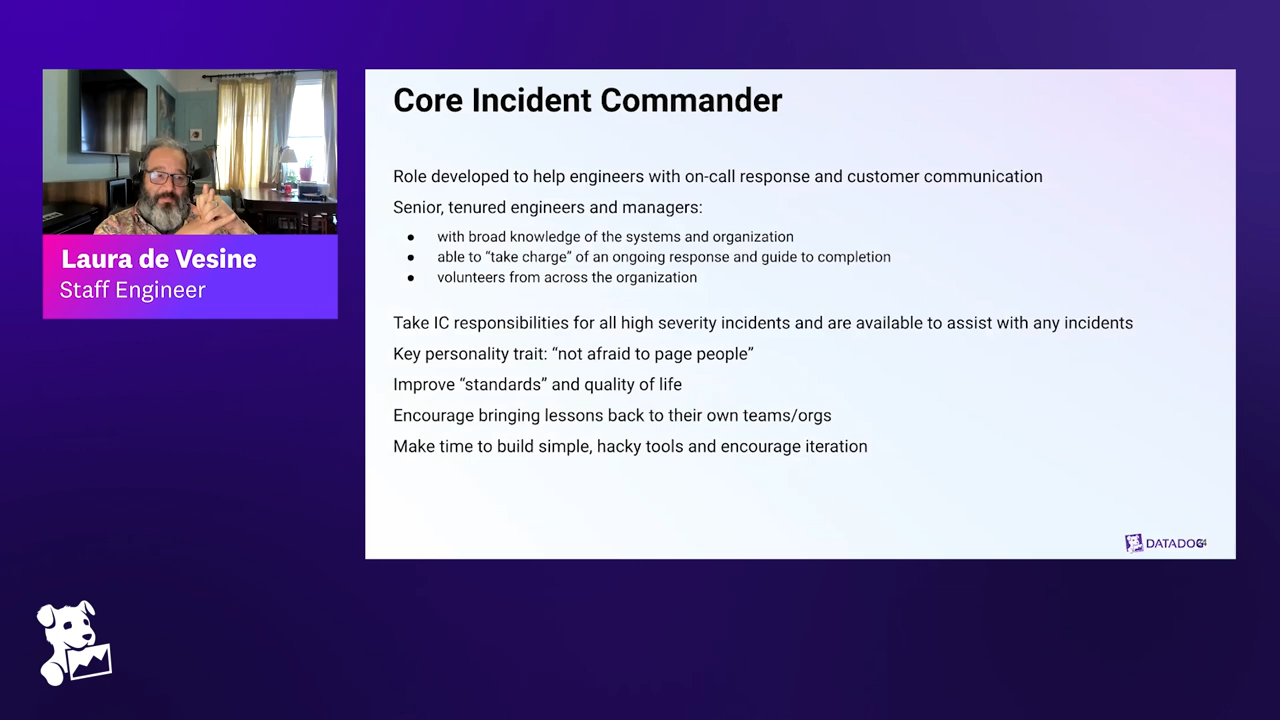 Core Incident Commander
Role developed to help engineers with on-call response and customer communication
Senior, tenured engineers and managers:
● with broad knowledge of the systems and organization
● able to “take charge” of an ongoing response and guide to completion
● volunteers from across the organization
Take IC responsibilities for all high severity incidents and are available to assist with any incidents
Key personality trait: “not afraid to page people”
Improve “standards” and quality of life
Encourage bringing lessons back to their own teams/orgs
Make time to build simple, hacky tools and encourage iteration
DATADOG
Laura de Vesine
Staff Engineer